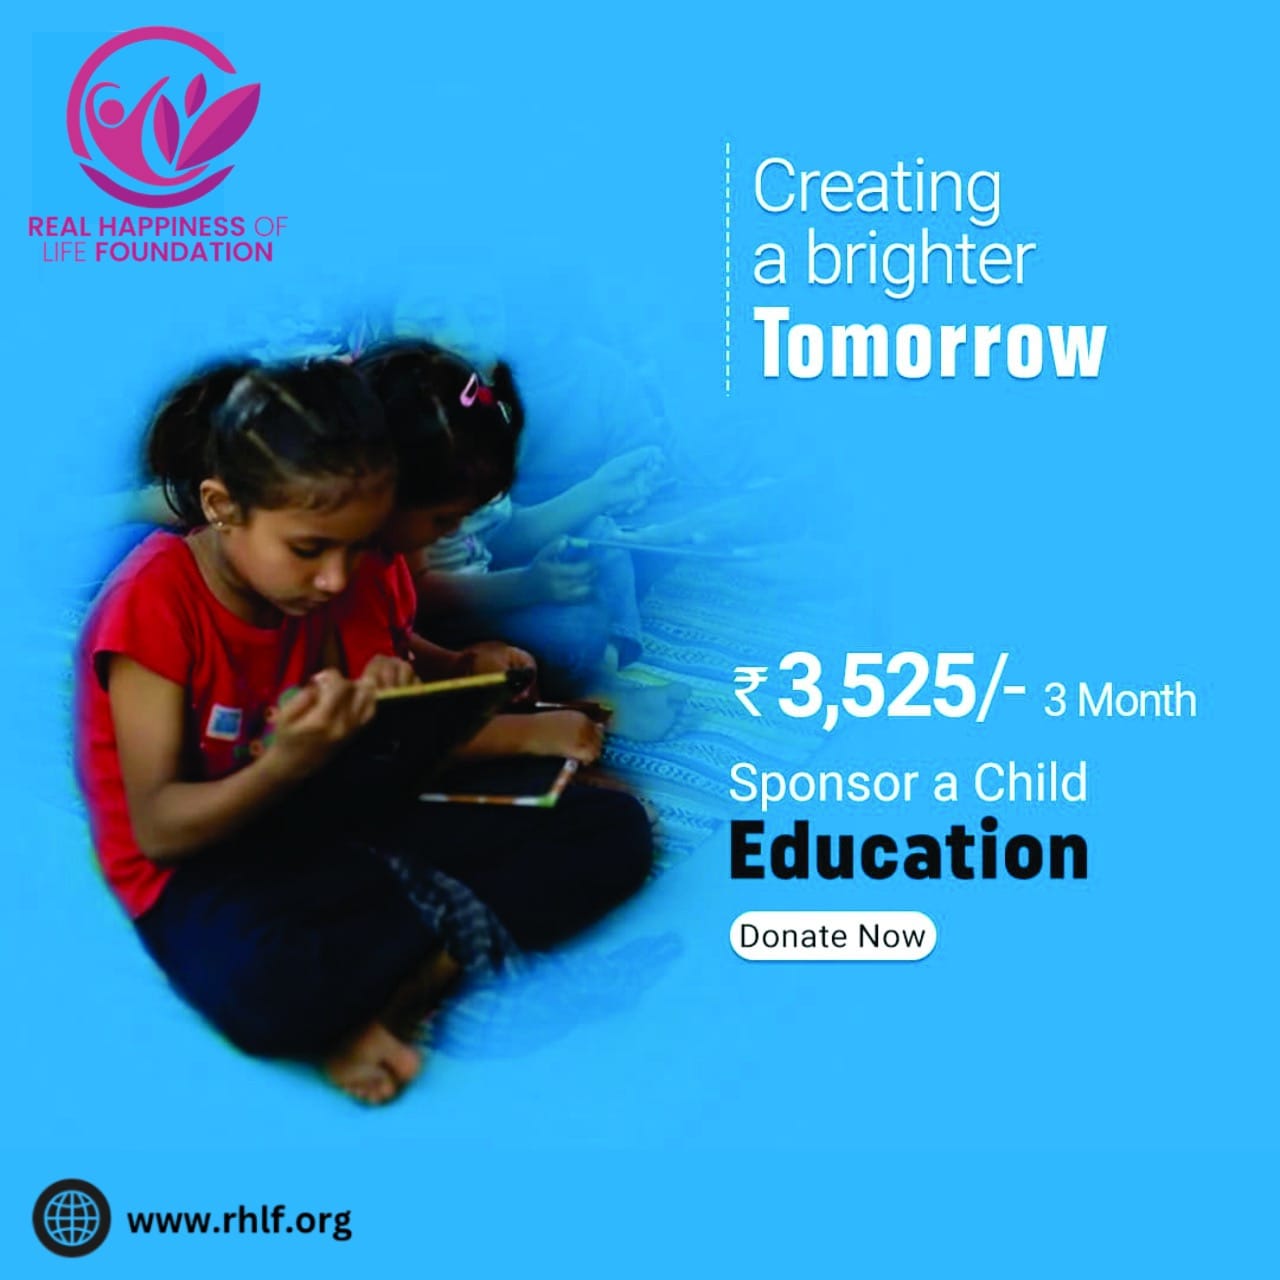 REAL HAPPINESS OF
LIFE FOUNDATION
Creating
a brighter
Tomorrow
₹ 3,525/- 3 Month
Sponsor a Child
Education
Donate Now
www.rhlf.org